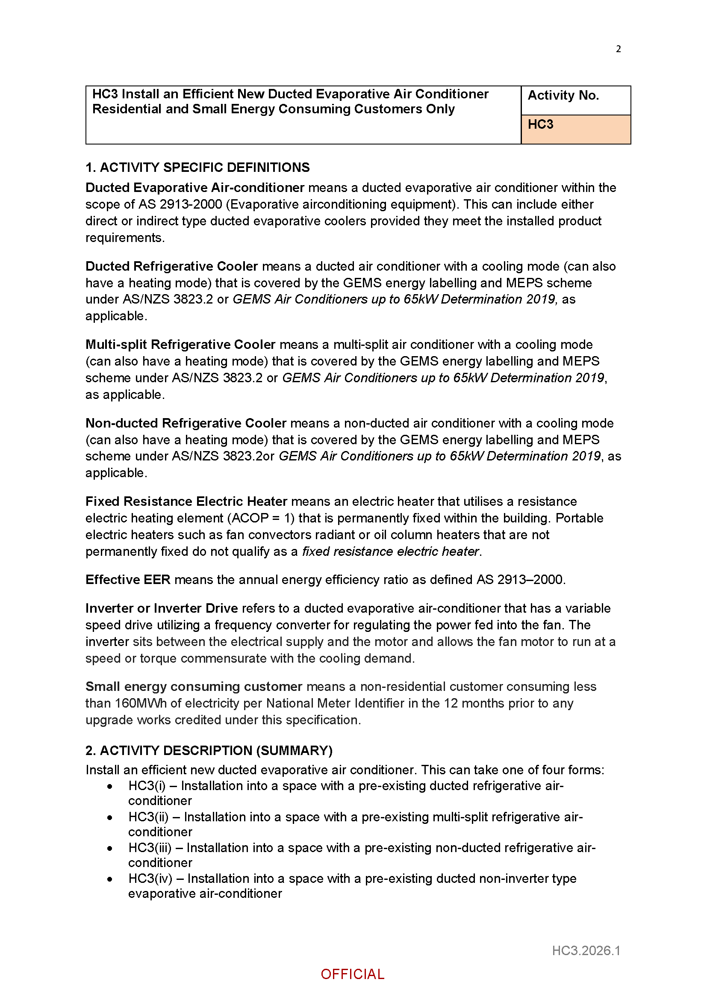 2
HC3 Install an Efficient New Ducted Evaporative Air Conditioner
Residential and Small Energy Consuming Customers Only
Activity No.
HC3
1. ACTIVITY SPECIFIC DEFINITIONS
Ducted Evaporative Air-conditioner means a ducted evaporative air conditioner within the
scope of AS 2913-2000 (Evaporative airconditioning equipment). This can include either
direct or indirect type ducted evaporative coolers provided they meet the installed product
requirements.
Ducted Refrigerative Cooler means a ducted air conditioner with a cooling mode (can also
have a heating mode) that is covered by the GEMS energy labelling and MEPS scheme
under AS/NZS 3823.2 or GEMS Air Conditioners up to 65kW Determination 2019, as
applicable.
Multi-split Refrigerative Cooler means a multi-split air conditioner with a cooling mode
(can also have a heating mode) that is covered by the GEMS energy labelling and MEPS
scheme under AS/NZS 3823.2 or GEMS Air Conditioners up to 65kW Determination 2019,
as applicable.
Non-ducted Refrigerative Cooler means a non-ducted air conditioner with a cooling mode
(can also have a heating mode) that is covered by the GEMS energy labelling and MEPS
scheme under AS/NZS 3823.2or GEMS Air Conditioners up to 65kW Determination 2019, as
applicable.
Fixed Resistance Electric Heater means an electric heater that utilises a resistance
electric heating element (ACOP = 1) that is permanently fixed within the building. Portable
electric heaters such as fan convectors radiant or oil column heaters that are not
permanently fixed do not qualify as a fixed resistance electric heater.
Effective EER means the annual energy efficiency ratio as defined AS 2913–2000.
Inverter or Inverter Drive refers to a ducted evaporative air-conditioner that has a variable
speed drive utilizing a frequency converter for regulating the power fed into the fan. The
inverter sits between the electrical supply and the motor and allows the fan motor to run at a
speed or torque commensurate with the cooling demand.
Small energy consuming customer means a non-residential customer consuming less
than 160MWh of electricity per National Meter Identifier in the 12 months prior to any
upgrade works credited under this specification.
2. ACTIVITY DESCRIPTION (SUMMARY)
Install an efficient new ducted evaporative air conditioner. This can take one of four forms:
• HC3(i) – Installation into a space with a pre-existing ducted refrigerative air-
conditioner
• HC3(ii) – Installation into a space with a pre-existing multi-split refrigerative air-
conditioner
• HC3(iii) – Installation into a space with a pre-existing non-ducted refrigerative air-
conditioner
• HC3(iv) – Installation into a space with a pre-existing ducted non-inverter type
evaporative air-conditioner
HC3.2026.1
OFFICIAL